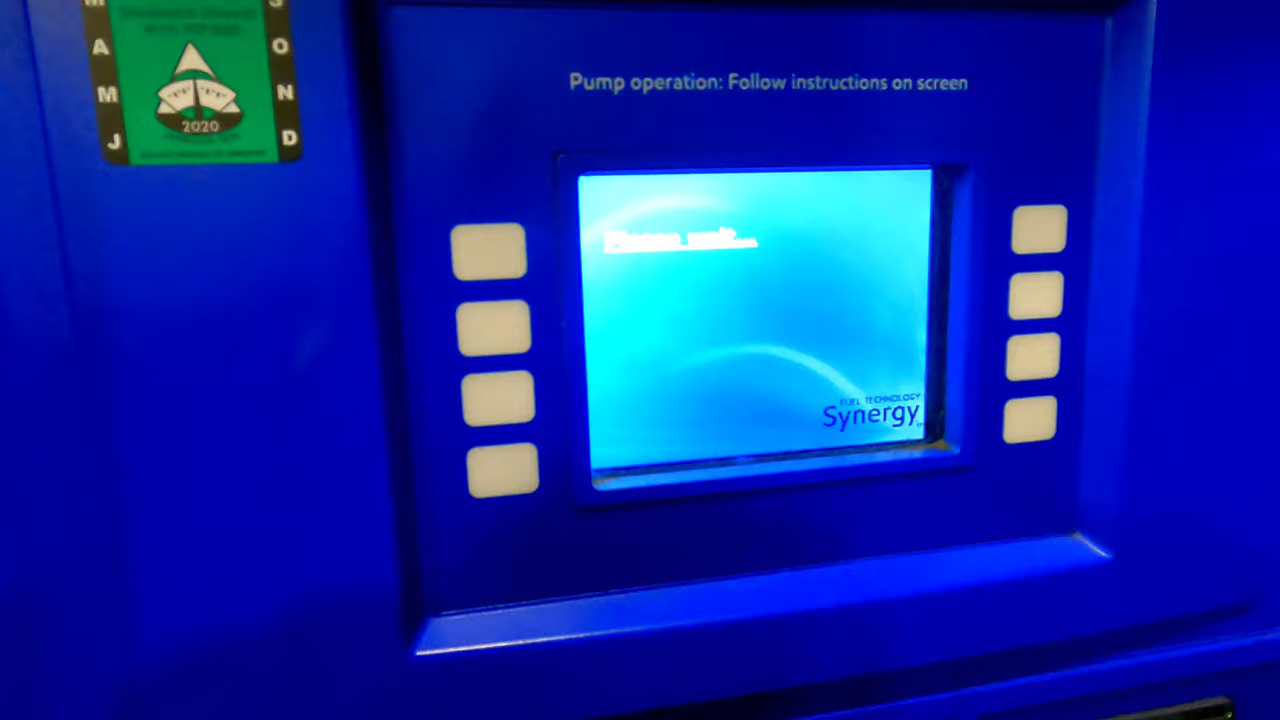 M
A
M
J
S
O
N
D
2020
Pump operation: Follow instructions on screen
Please wait...
FUEL TECHNOLOGY
Synergy